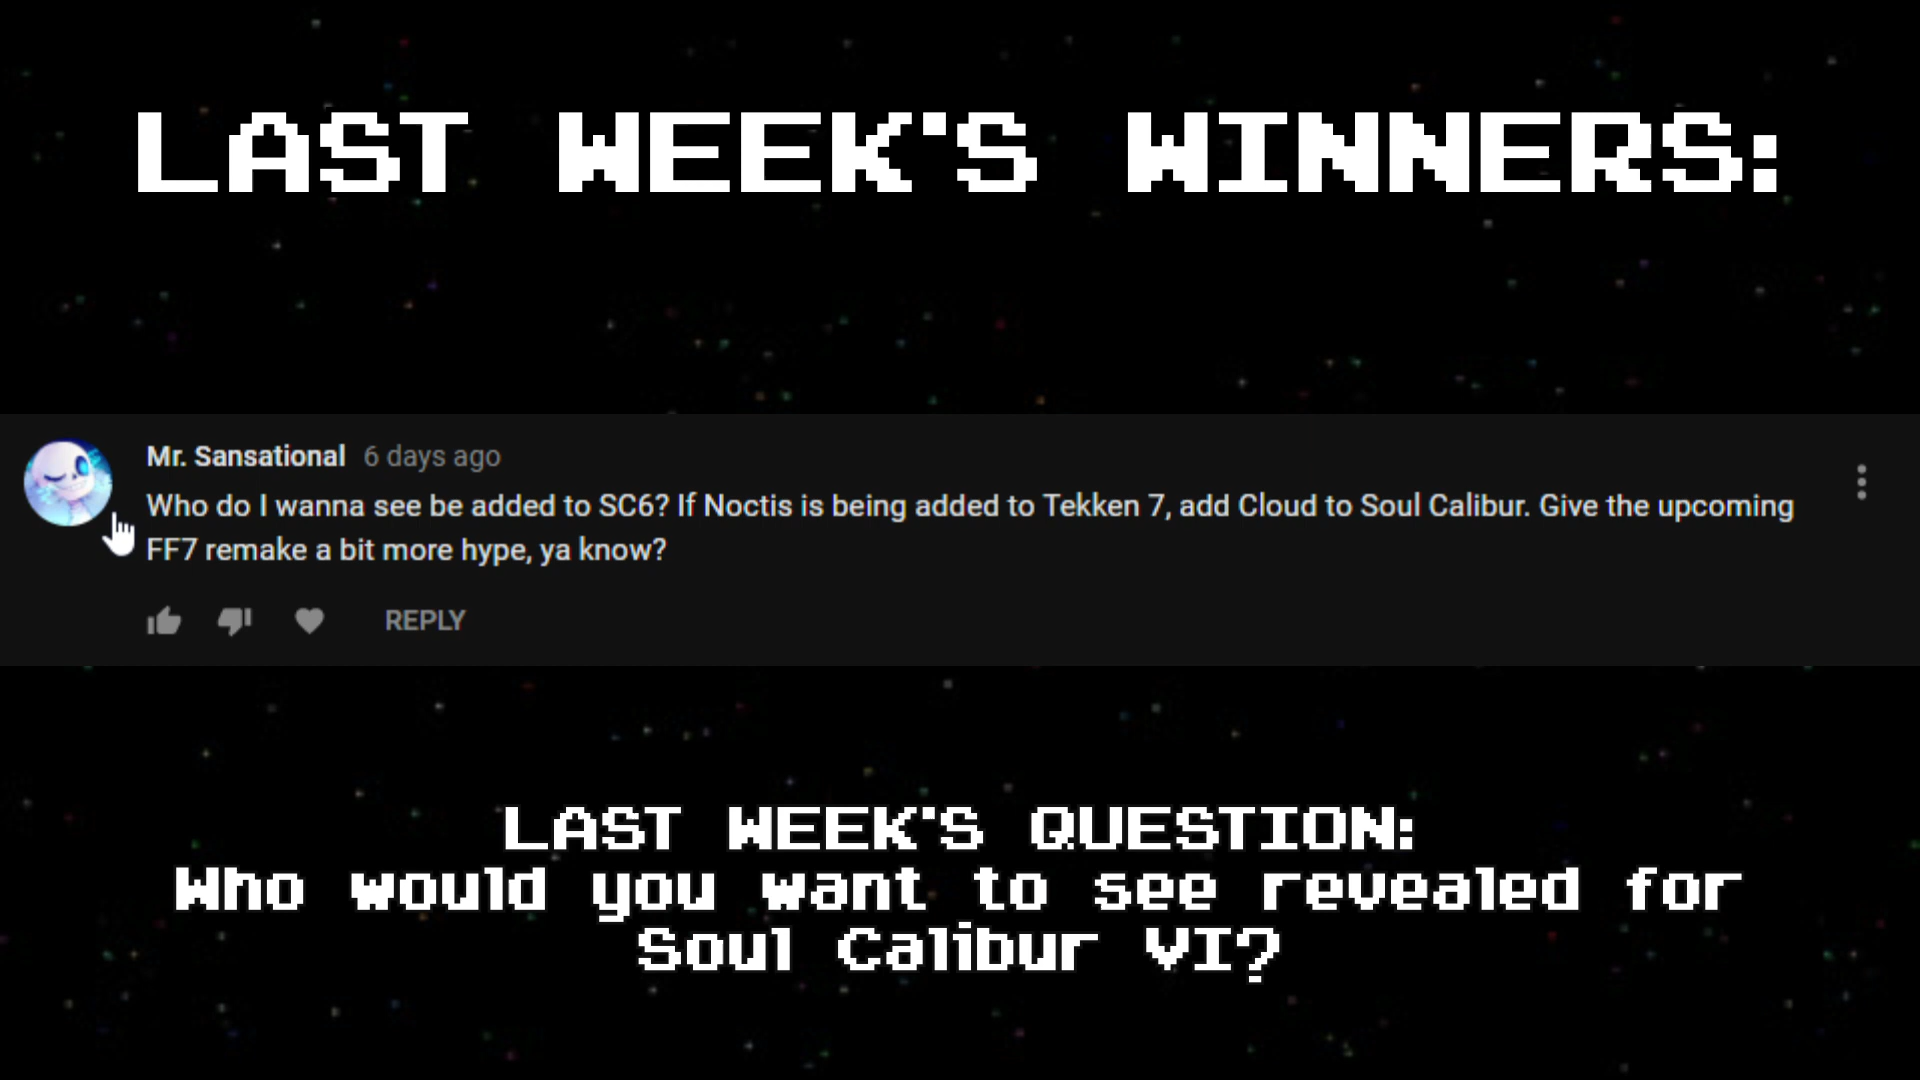 LAST WEEK'S WINNERS:
Mr. Sansational 6 days ago
Who do I wanna see be added to SC6? If Noctis is being added to Tekken 7, add Cloud to Soul Calibur. Give the upcoming
FF7 remake a bit more hype, ya know?
REPLY
LAST WEEK'S QUESTION:
Who would you want to see revealed for
Soul Calibur VI?